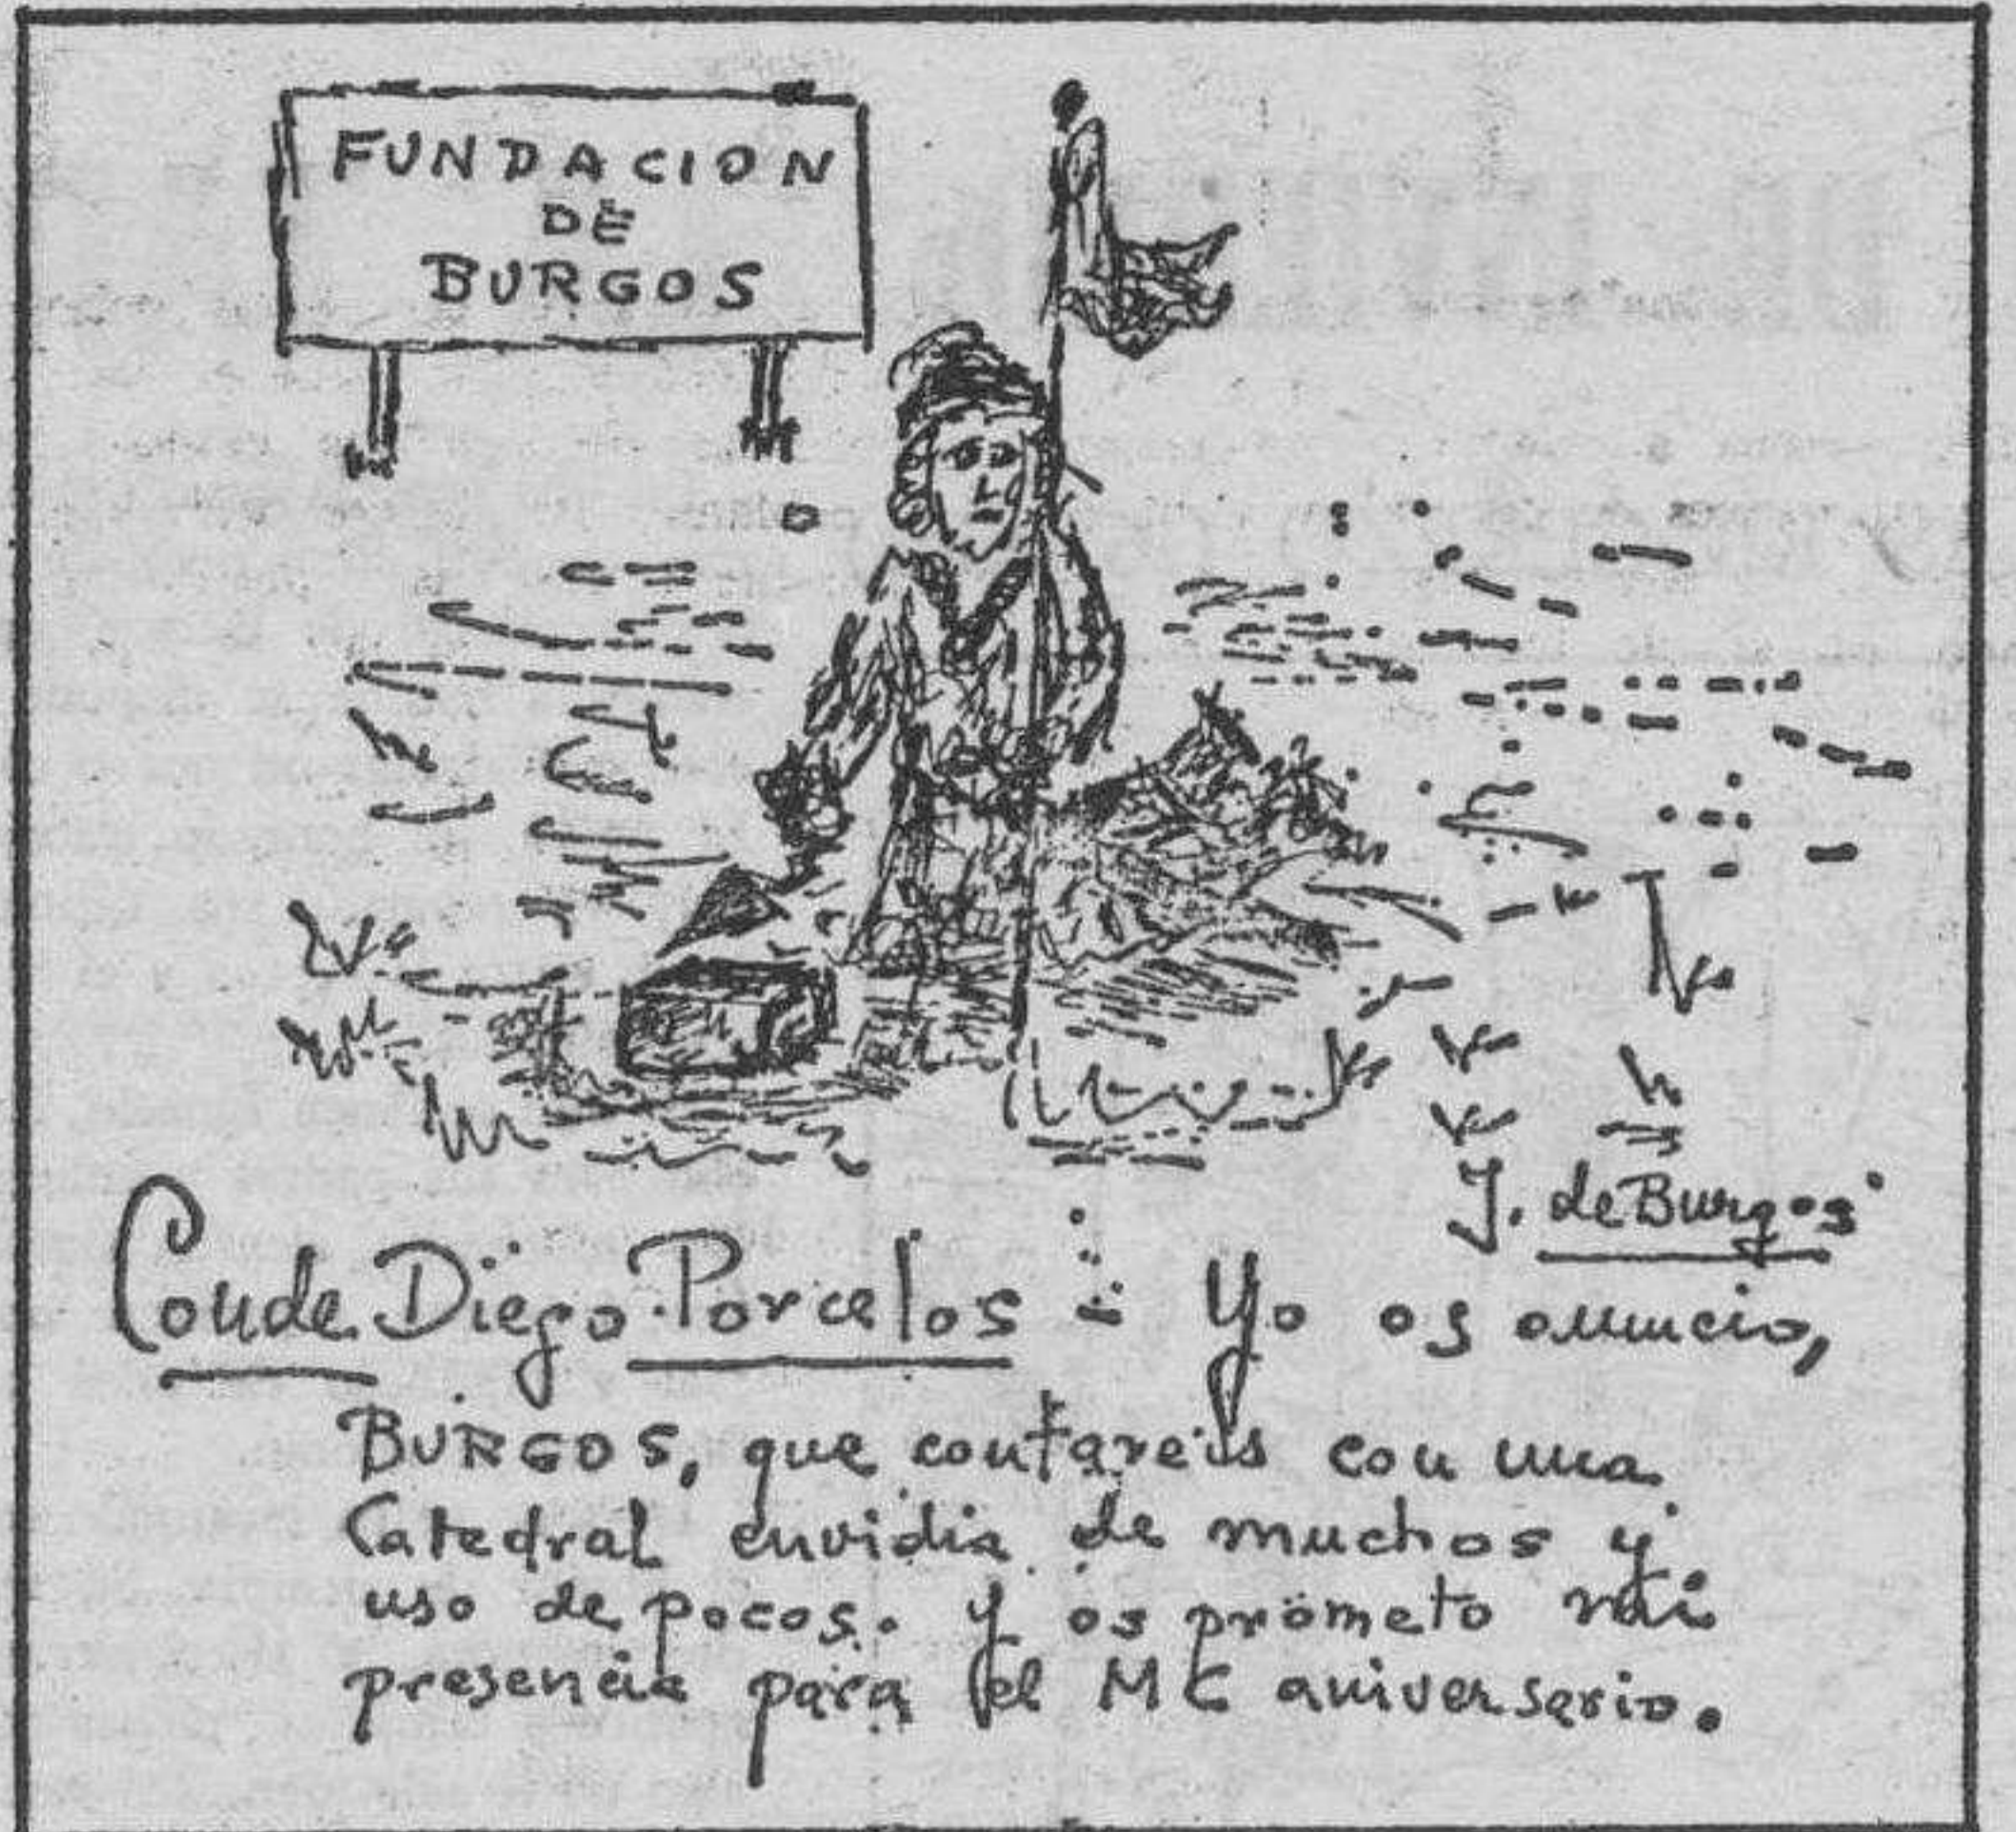 FUNDACION
DE
BURGOS
J. de Burgos
Conde Diego Porcelos : Yo os anuncio,
BURGOS, que contareis con una
Catedral envidia de muchos y
uso de pocos. Y os prometo mi
presencia para el MC aniversario.